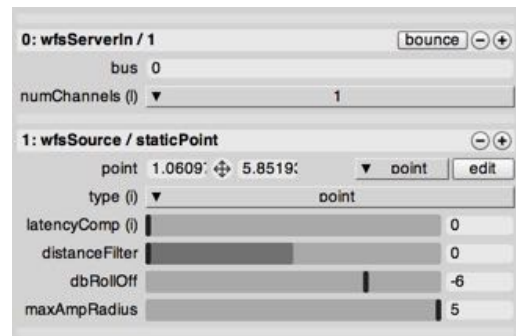 0: wfsServerIn / 1 bounce - +
bus 0
numChannels (i) ▼ 1
1: wfsSource / staticPoint - +
point 1.0609 5.8519 ▼ point edit
type (i) ▼ point
latencyComp (i) 0
distanceFilter 0
dbRollOff -6
maxAmpRadius 5